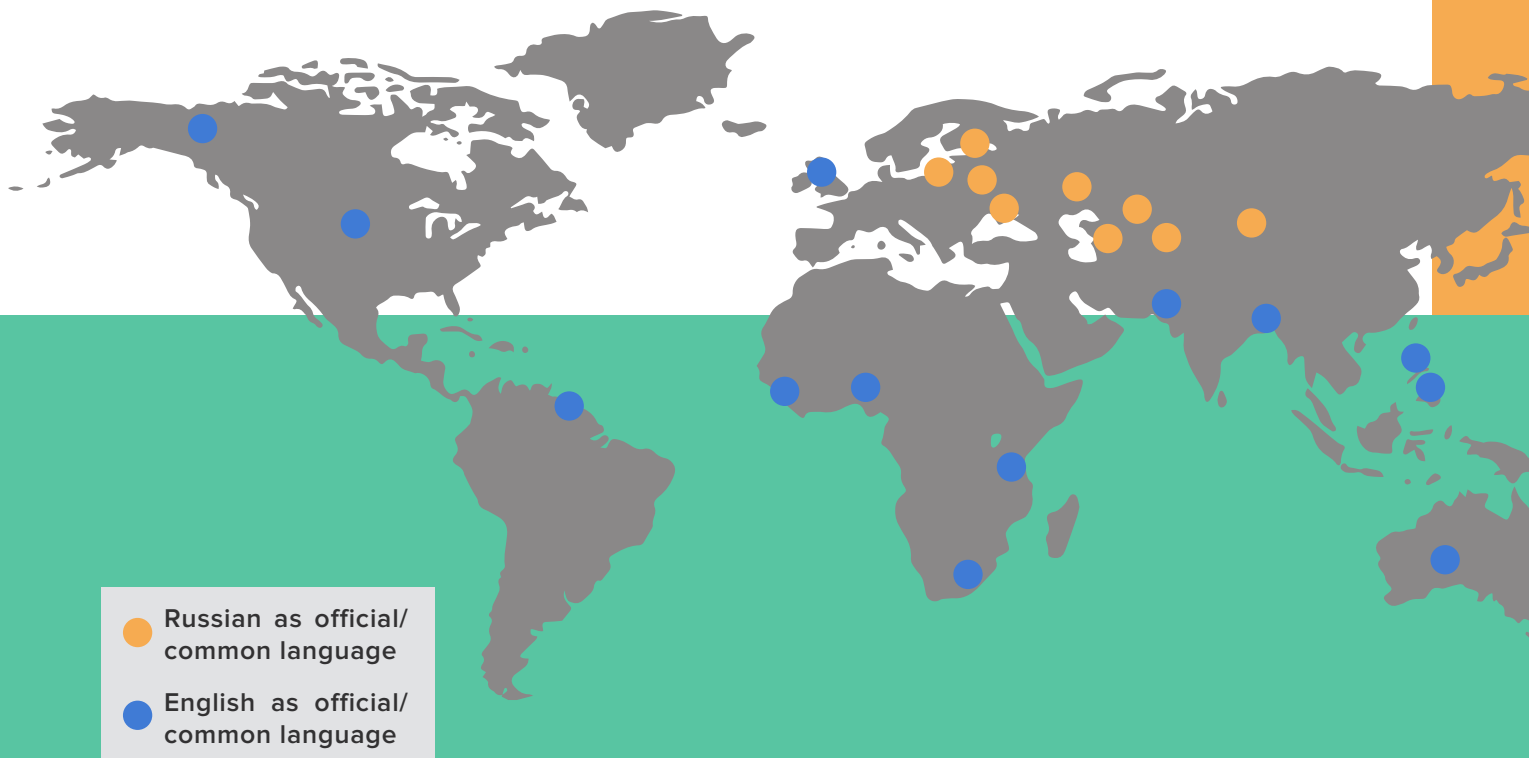 Russian as official/
common language
English as official/
common language